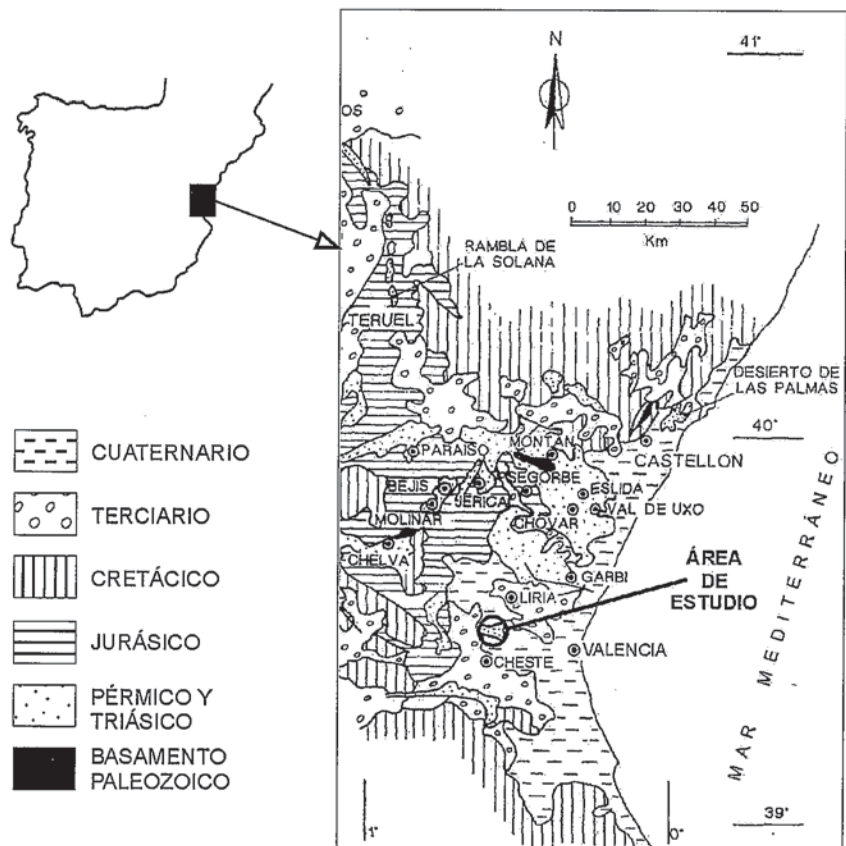 N
41°
OS
0 10 20 30 40 50
Km
RAMBLA DE
LA SOLANA
TERUEL
DESIERTO DE
LAS PALMAS
40°
PARAISO
MONTAN
CASTELLON
SEGORBE
BEJIS
JERICA
ESLIDA
MOLINAR
CHOVAR
VAL DE UXO
CHELVA
GARBI
ÁREA
DE
ESTUDIO
LIRIA
VALENCIA
CHESTE
MAR MEDITERRÁNEO
1°
0°
39°
CUATERNARIO
TERCIARIO
CRETÁCICO
JURÁSICO
PÉRMICO Y
TRIÁSICO
BASAMENTO
PALEOZOICO